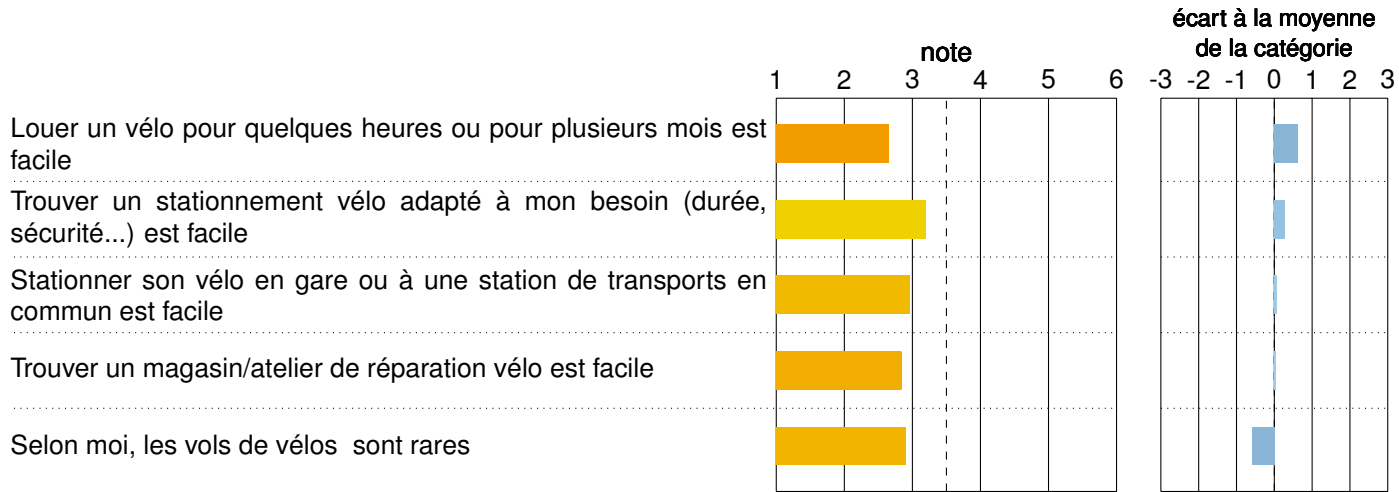 écart à la moyenne
note de la catégorie
1 2 3 4 5 6 -3 -2 -1 0 1 2 3
Louer un vélo pour quelques heures ou pour plusieurs mois est
facile
Trouver un stationnement vélo adapté à mon besoin (durée,
sécurité...) est facile
Stationner son vélo en gare ou à une station de transports en
commun est facile
Trouver un magasin/atelier de réparation vélo est facile
Selon moi, les vols de vélos sont rares